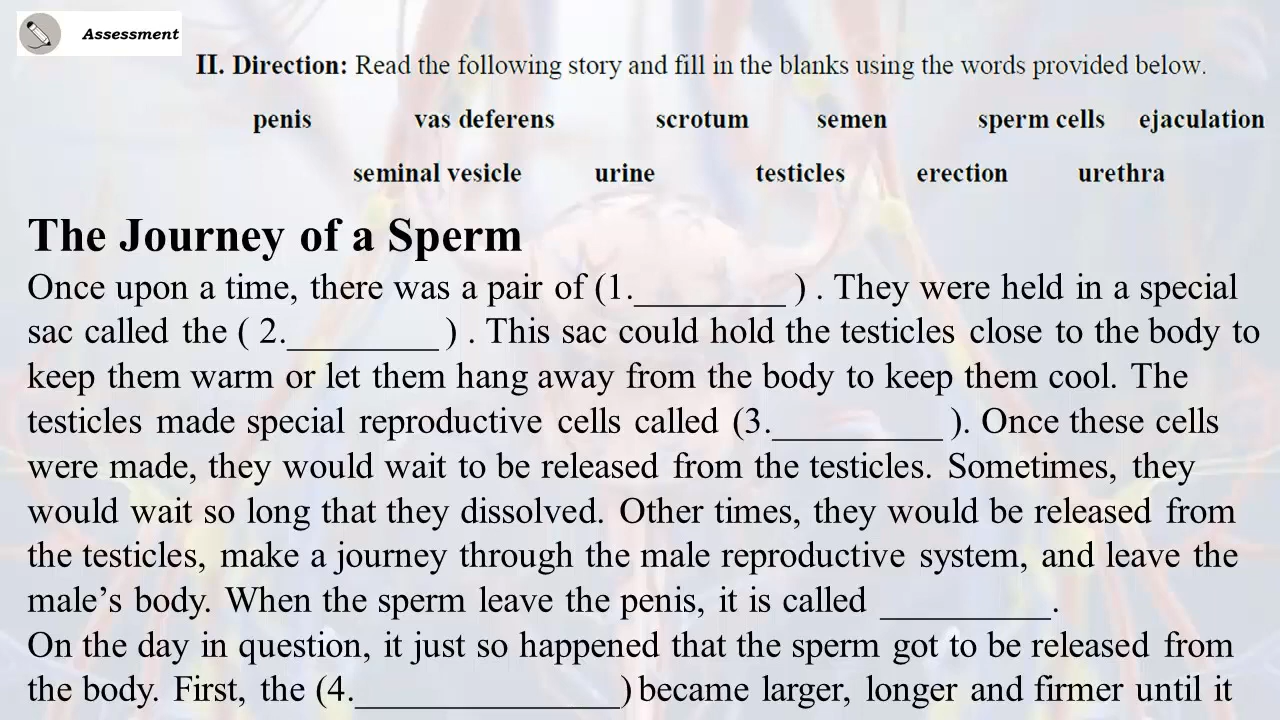 Assessment
II. Direction: Read the following story and fill in the blanks using the words provided below.
penis vas deferens scrotum semen sperm cells ejaculation
seminal vesicle urine testicles erection urethra
The Journey of a Sperm
Once upon a time, there was a pair of (1.________ ) . They were held in a special
sac called the ( 2.________ ) . This sac could hold the testicles close to the body to
keep them warm or let them hang away from the body to keep them cool. The
testicles made special reproductive cells called (3._________ ). Once these cells
were made, they would wait to be released from the testicles. Sometimes, they
would wait so long that they dissolved. Other times, they would be released from
the testicles, make a journey through the male reproductive system, and leave the
male’s body. When the sperm leave the penis, it is called _________.
On the day in question, it just so happened that the sperm got to be released from
the body. First, the (4.______________) became larger, longer and firmer until it